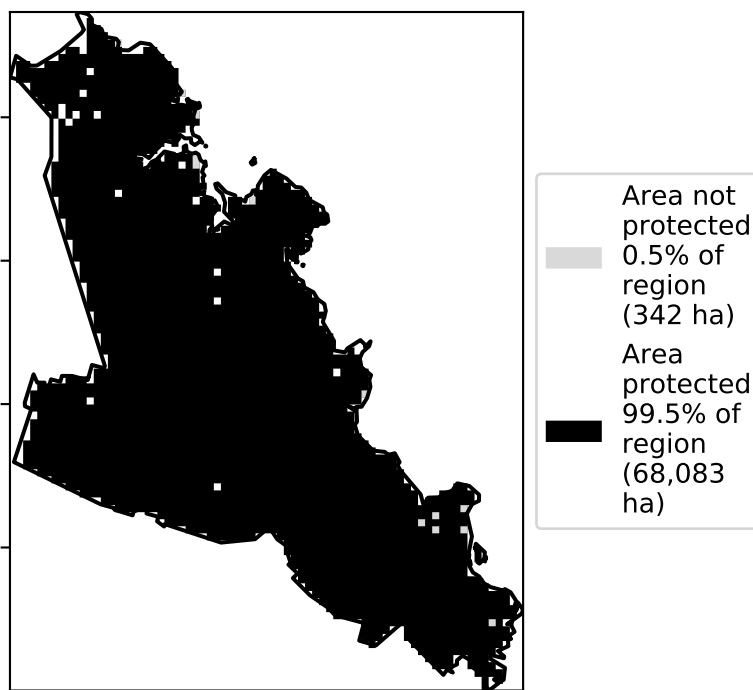 Area not
protected
0.5% of
region
(342 ha)
Area
protected
99.5% of
region
(68,083
ha)